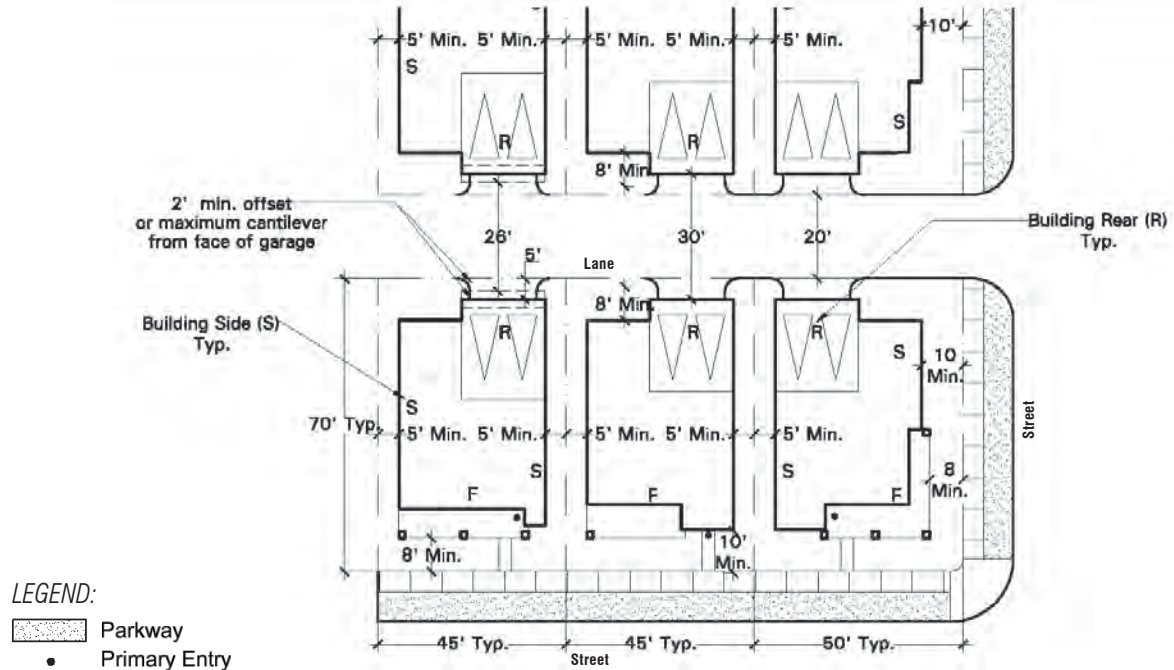 5' Min. 5' Min. 5' Min. 5' Min. 5' Min. 10'
S
S
R R R
8' Min.
2' min. offset
or maximum cantilever
from face of garage
26' 30' 20'
Building Rear (R)
Typ.
5'
Lane
8' Min.
Building Side (S)
Typ.
R R R
S
10
Min.
S
Street
70' Typ.
5' Min. 5' Min. 5' Min. 5' Min. 5' Min.
S S
8
Min.
F F F
8' Min.
10'
Min.
LEGEND:
Parkway
Primary Entry
45' Typ. 45' Typ. 50' Typ.
Street